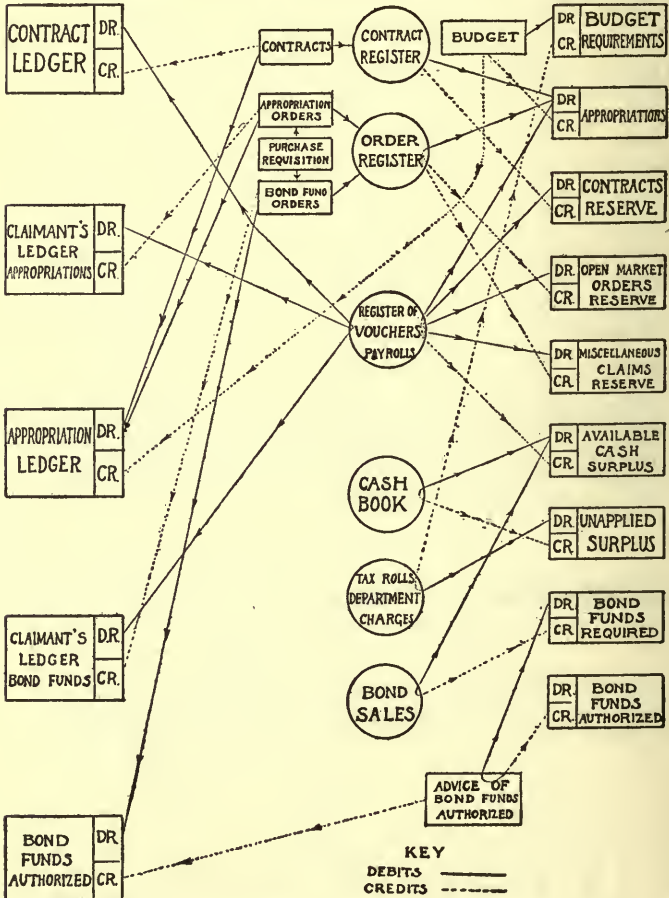 CONTRACT
LEDGER
DR.
CR.
CLAIMANT'S
LEDGER
APPROPRIATIONS
DR.
CR.
APPROPRIATION
LEDGER
DR.
CR.
CLAIMANT'S
LEDGER
BOND FUNDS
DR.
CR.
BOND
FUNDS
AUTHORIZED
DR.
CR.
CONTRACTS
APPROPRIATION
ORDERS
PURCHASE
REQUISITION
BOND FUND
ORDERS
CONTRACT
REGISTER
ORDER
REGISTER
REGISTER OF
VOUCHERS
PAYROLLS
CASH
BOOK
TAX ROLLS
DEPARTMENT
CHARGES
BOND
SALES
ADVICE OF
BOND FUNDS
AUTHORIZED
BUDGET
DR.
CR.
BUDGET
REQUIREMENTS
DR
CR.
APPROPRIATIONS
DR
CR.
CONTRACTS
RESERVE
DR.
CR.
OPEN MARKET
ORDERS
RESERVE
DR.
CR.
MISCELLANEOUS
CLAIMS
RESERVE
DR
CR.
AVAILABLE
CASH
SURPLUS
DR.
CR.
UNAPPLIED
SURPLUS
DR.
CR.
BOND
FUNDS
REQUIRED
DR.
CR.
BOND
FUNDS
AUTHORIZED
KEY
DEBITS
CREDITS